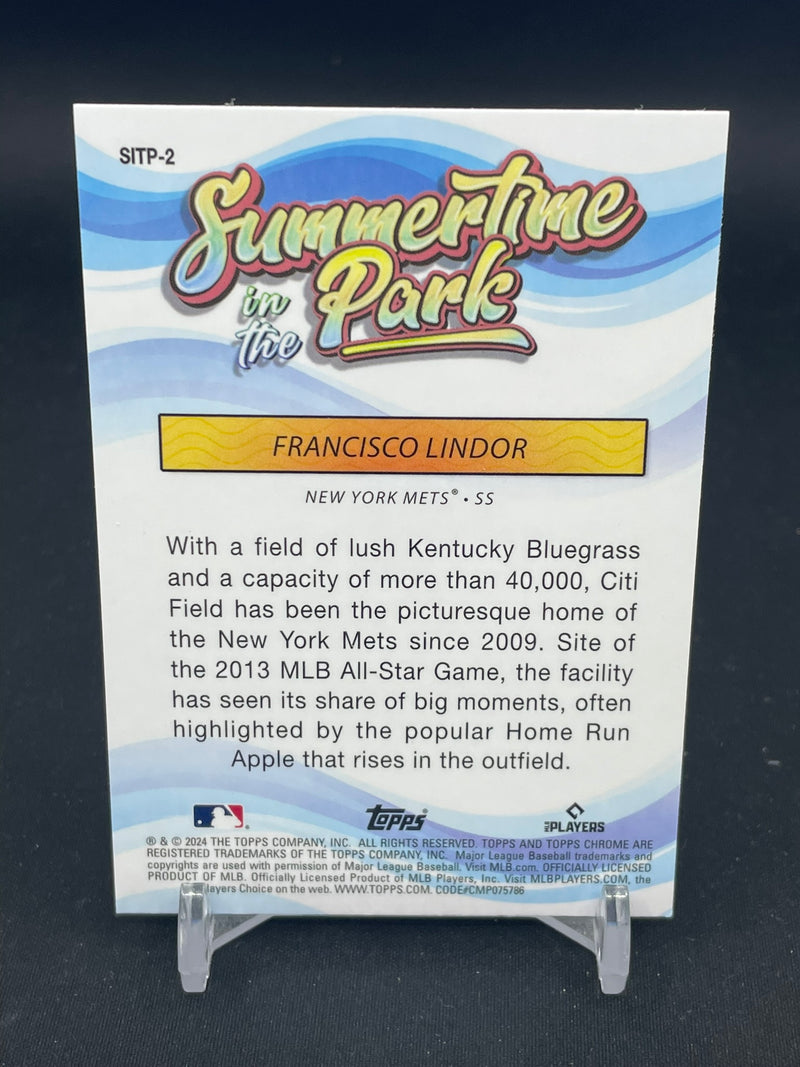 SITP-2
Summertime
in the Park
FRANCISCO LINDOR
NEW YORK METS® • SS
With a field of lush Kentucky Bluegrass
and a capacity of more than 40,000, Citi
Field has been the picturesque home of
the New York Mets since 2009. Site of
the 2013 MLB All-Star Game, the facility
has seen its share of big moments, often
highlighted by the popular Home Run
Apple that rises in the outfield.
topps PLAYERS
® & © 2024 THE TOPPS COMPANY, INC. ALL RIGHTS RESERVED. TOPPS AND TOPPS CHROME ARE
REGISTERED TRADEMARKS OF THE TOPPS COMPANY, INC. Major League Baseball trademarks and
copyrights are used with permission of Major League Baseball. Visit MLB.com. OFFICIALLY LICENSED
PRODUCT OF MLB. Officially Licensed Product of MLB Players, Inc. Visit MLBPLAYERS.COM, the
layers Choice on the web. WWW.TOPPS.COM. CODE#CMP075786